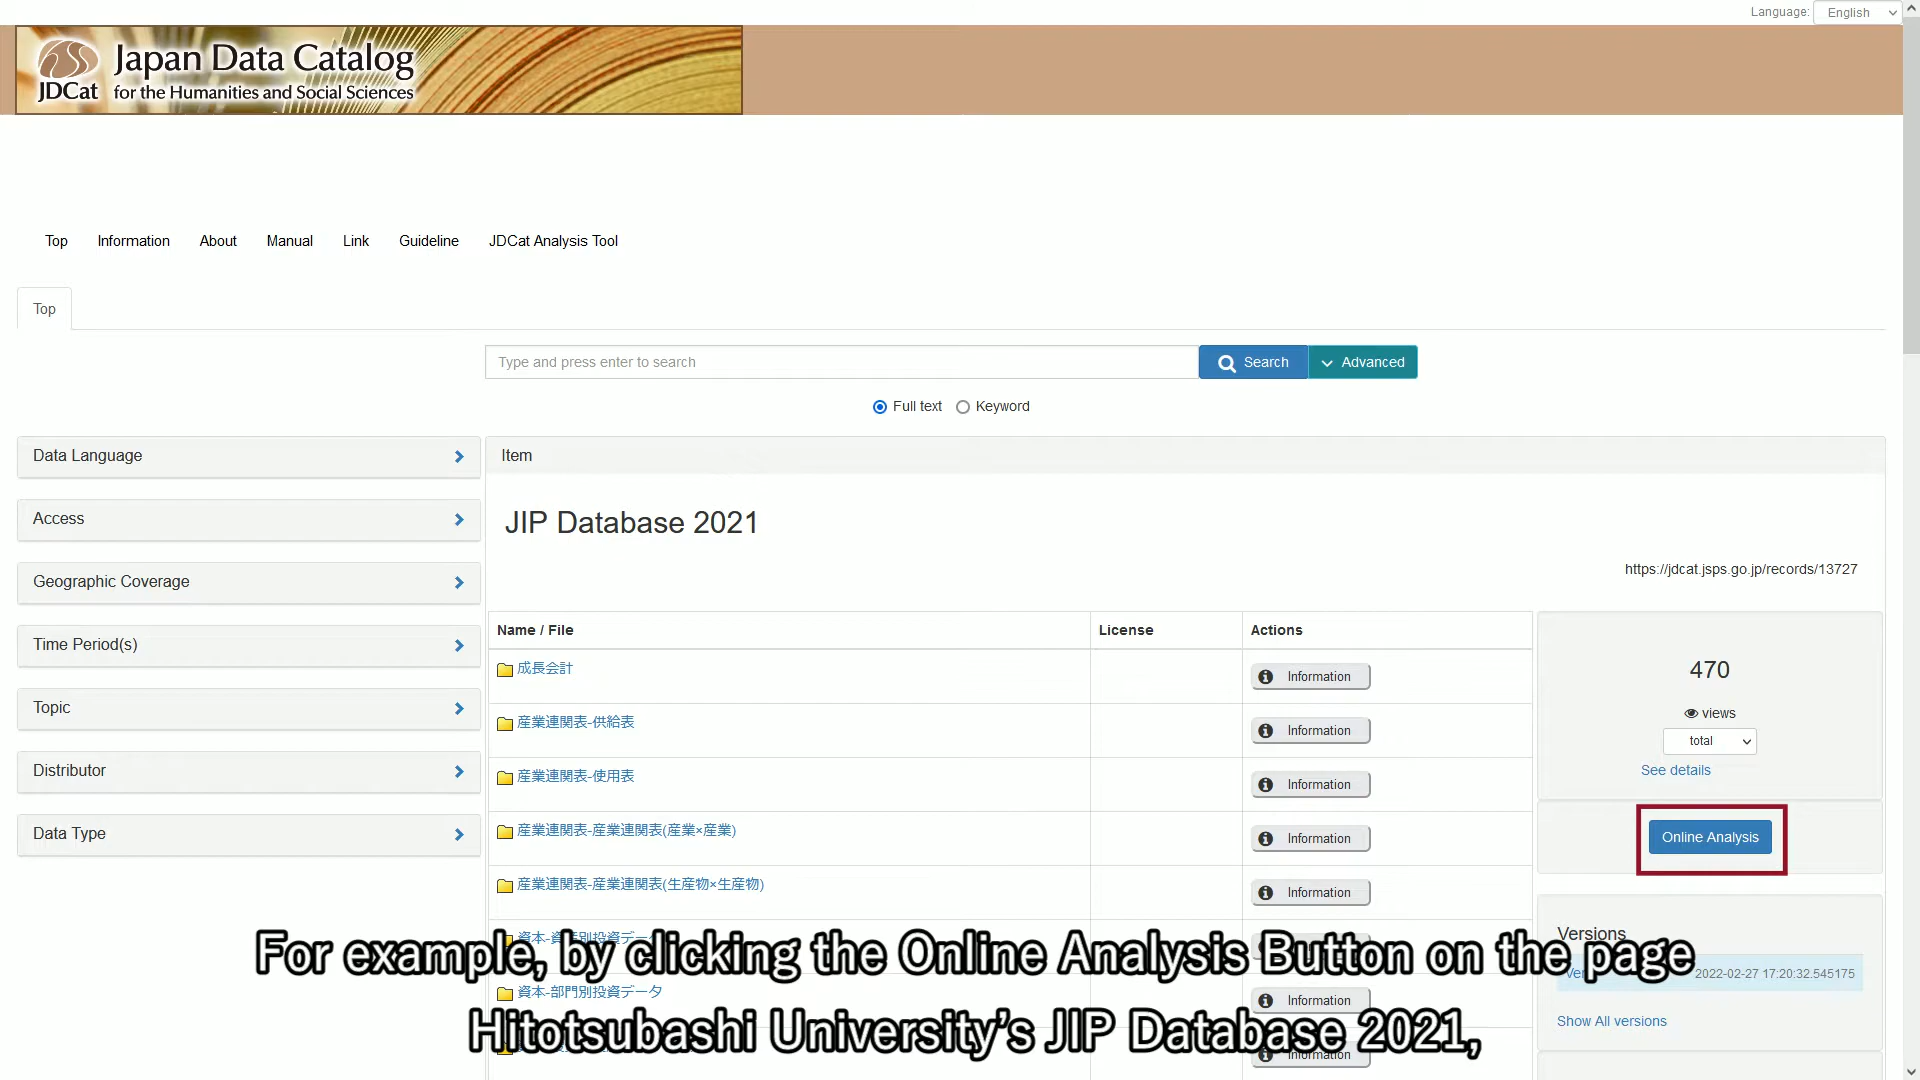 Language: English
JDCat
Japan Data Catalog
for the Humanities and Social Sciences
Top Information About Manual Link Guideline JDCat Analysis Tool
Top
Type and press enter to search Search Advanced
Full text Keyword
Data Language
Access
Geographic Coverage
Time Period(s)
Topic
Distributor
Data Type
Item
JIP Database 2021
https://jdcat.jsps.go.jp/records/13727
Name / File License Actions
成長会計 Information
産業連関表-供給表 Information
産業連関表-使用表 Information
産業連関表-産業連関表(産業×産業) Information
産業連関表-産業連関表(生産物×生産物) Information
資本-部門別投資データ Information
Information
470
views
total
See details
Online Analysis
Versions
2022-02-27 17:20:32.545175
Show All versions
For example, by clicking the Online Analysis Button on the page
Hitotsubashi University's JIP Database 2021,